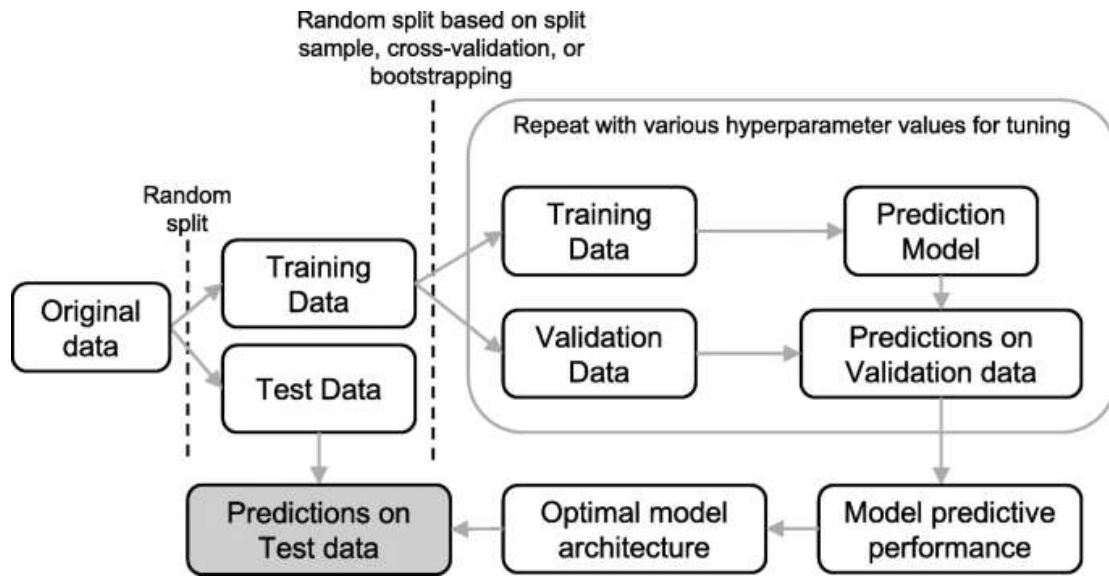 Random split based on split
sample, cross-validation, or
bootstrapping
Repeat with various hyperparameter values for tuning
Random
split
Original
data
Training
Data
Test Data
Training
Data
Prediction
Model
Validation
Data
Predictions on
Validation data
Predictions on
Test data
Optimal model
architecture
Model predictive
performance